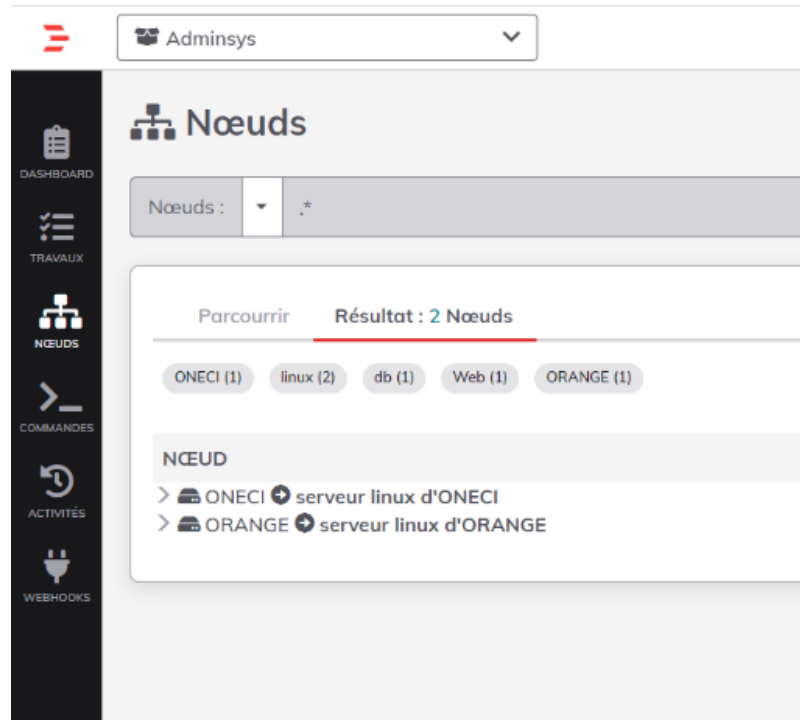 Adminsys
Nœuds
DASHBOARD
Nœuds :
.*
TRAVAUX
NŒUDS
Parcourrir
Résultat : 2 Nœuds
ONECI (1)
linux (2)
db (1)
Web (1)
ORANGE (1)
COMMANDES
NŒUD
ONECI serveur linux d'ONECI
ORANGE serveur linux d'ORANGE
ACTIVITÉS
WEBHOOKS